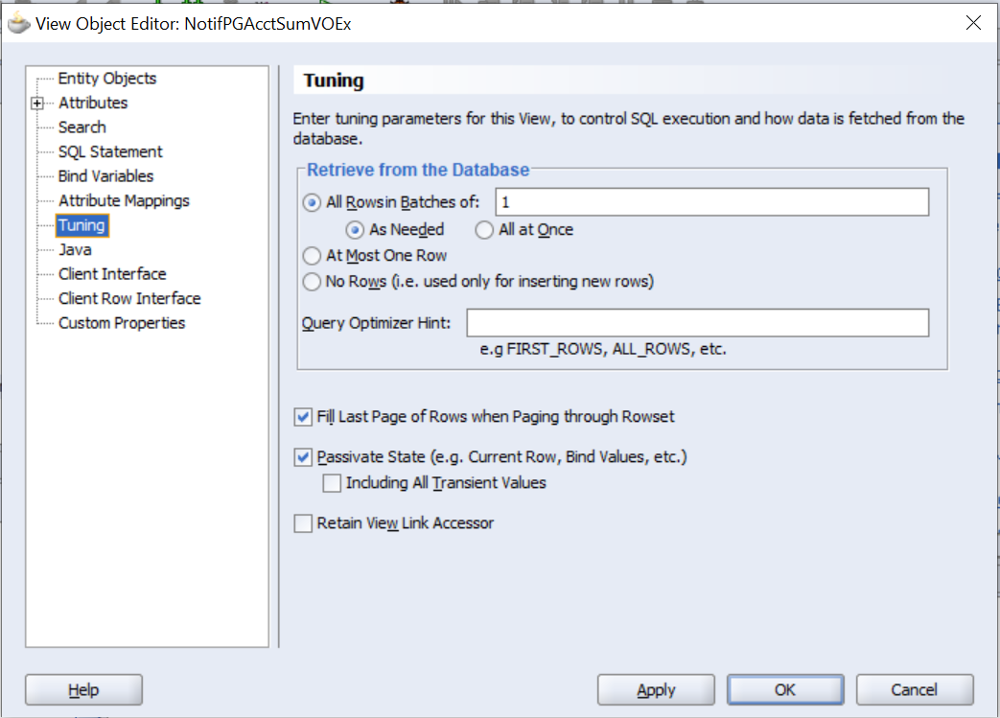 View Object Editor: NotifPGAcctSumVOEx
Entity Objects
Attributes
Search
SQL Statement
Bind Variables
Attribute Mappings
Tuning
Java
Client Interface
Client Row Interface
Custom Properties
Tuning
Enter tuning parameters for this View, to control SQL execution and how data is fetched from the
database.
Retrieve from the Database
All Rows in Batches of: 1
As Needed All at Once
At Most One Row
No Rows (i.e. used only for inserting new rows)
Query Optimizer Hint:
e.g FIRST_ROWS, ALL_ROWS, etc.
Fill Last Page of Rows when Paging through Rowset
Passivate State (e.g. Current Row, Bind Values, etc.)
Including All Transient Values
Retain View Link Accessor
Help Apply OK Cancel